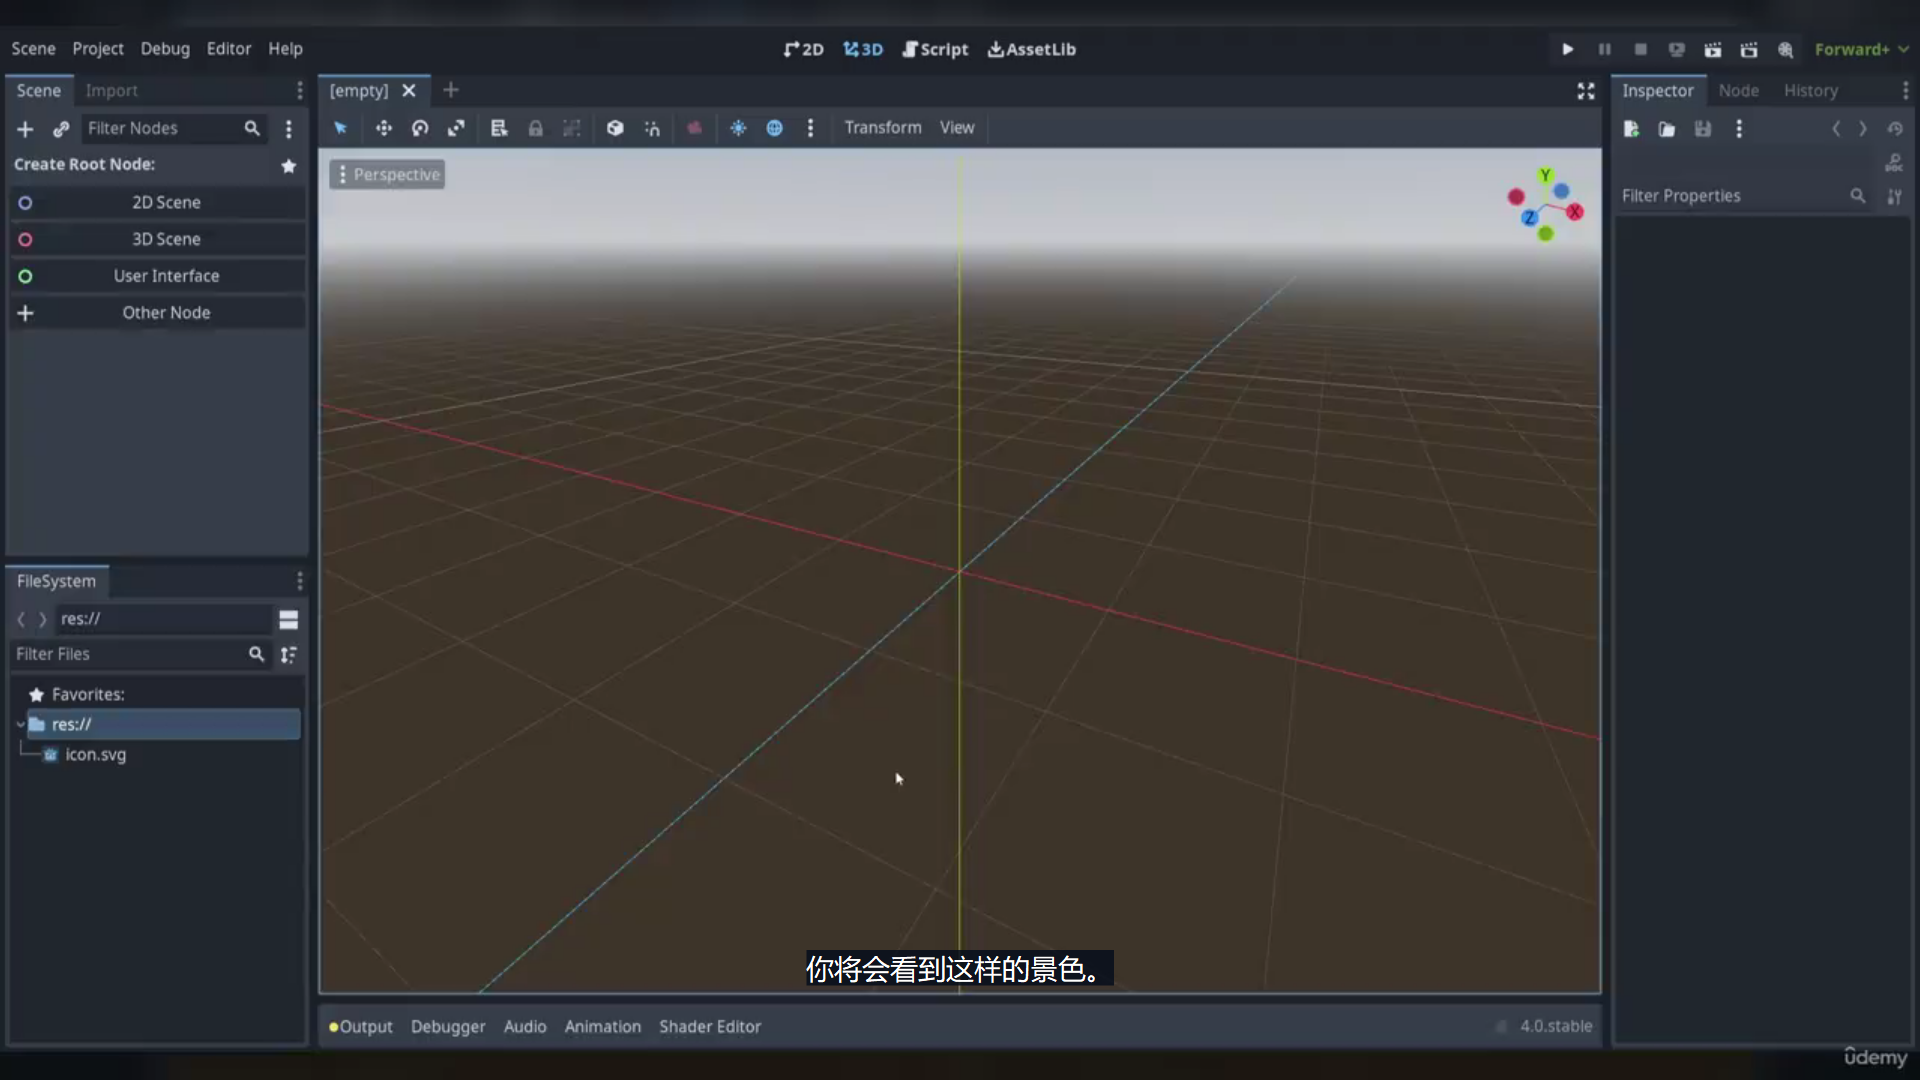 Scene Project Debug Editor Help
2D 3D Script AssetLib
Forward+
Scene Import
Filter Nodes
Create Root Node:
2D Scene
3D Scene
User Interface
Other Node
[empty]
Transform View
Perspective
Y
X
Z
Inspector Node History
Filter Properties
FileSystem
res://
Filter Files
Favorites:
res://
icon.svg
你将会看到这样的景色。
Output Debugger Audio Animation Shader Editor
4.0.stable
ûdemy